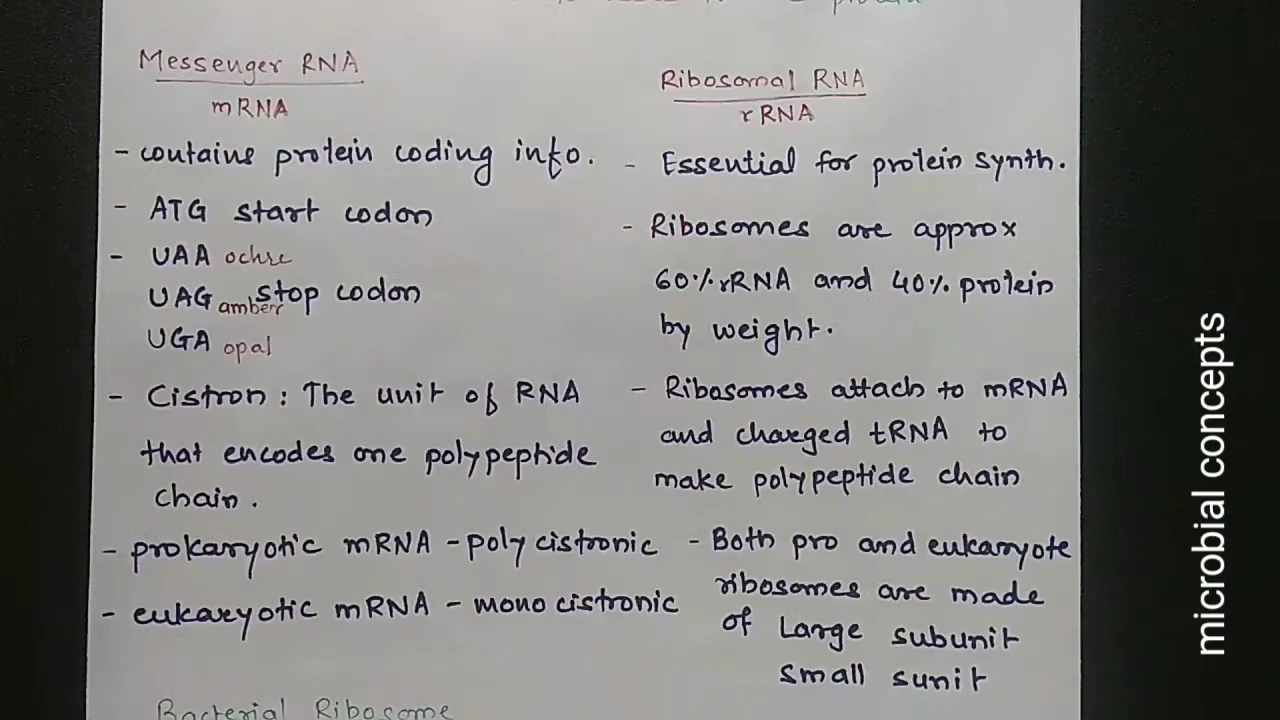 protein
Messenger RNA
mRNA
- contains protein coding info.
- ATG start codon
- UAA ochre
UAG amber stop codon
UGA opal
- Cistron : The unit of RNA
that encodes one polypeptide
chain.
- prokaryotic mRNA - poly cistronic
- eukaryotic mRNA - mono cistronic
Ribosomal RNA
rRNA
- Essential for protein synth.
- Ribosomes are approx
60% rRNA and 40% protein
by weight.
- Ribosomes attach to mRNA
and charged tRNA to
make polypeptide chain
- Both pro and eukaryote
ribosomes are made
of Large subunit
small sunit
Bacterial Ribosome
microbial concepts